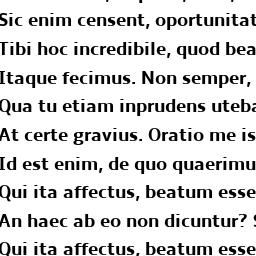 Sic enim censent, oportunitat
Tibi hoc incredibile, quod bea
Itaque fecimus. Non semper,
Qua tu etiam inprudens uteba
At certe gravius. Oratio me is
Id est enim, de quo quaerimu
Qui ita affectus, beatum esse
An haec ab eo non dicuntur? S
Qui ita affectus, beatum esse